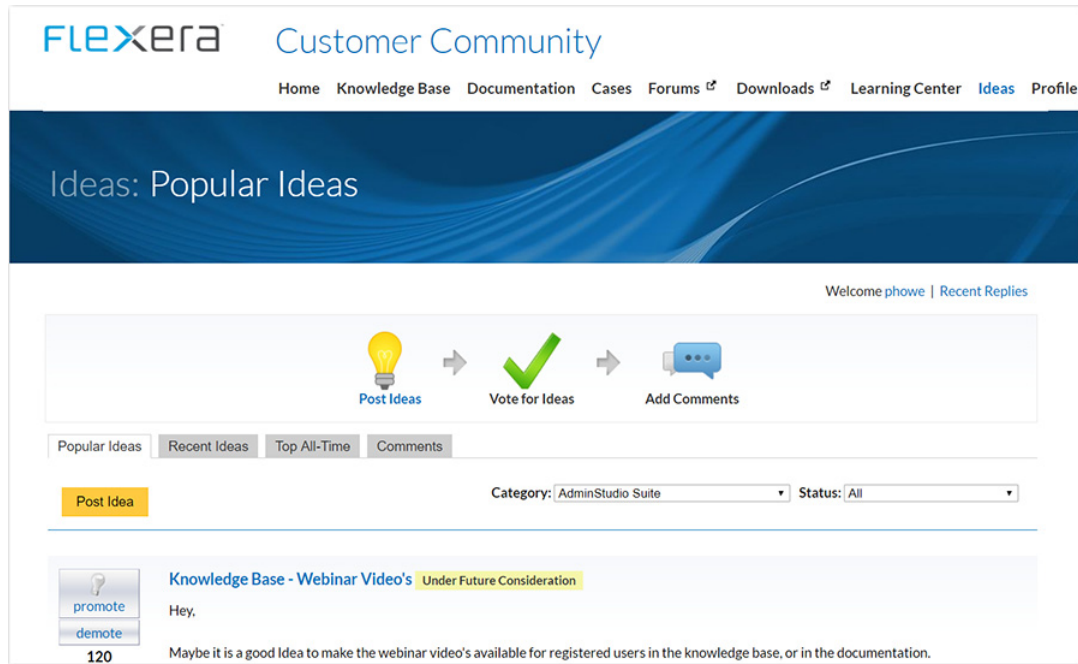 FLEXERA Customer Community
Home Knowledge Base Documentation Cases Forums Downloads Learning Center Ideas Profile
Ideas: Popular Ideas
Welcome phowe | Recent Replies
Post Ideas Vote for Ideas Add Comments
Popular Ideas Recent Ideas Top All-Time Comments
Post Idea Category: AdminStudio Suite Status: All
Knowledge Base - Webinar Video's Under Future Consideration
promote Hey,
demote
120 Maybe it is a good Idea to make the webinar video's available for registered users in the knowledge base, or in the documentation.